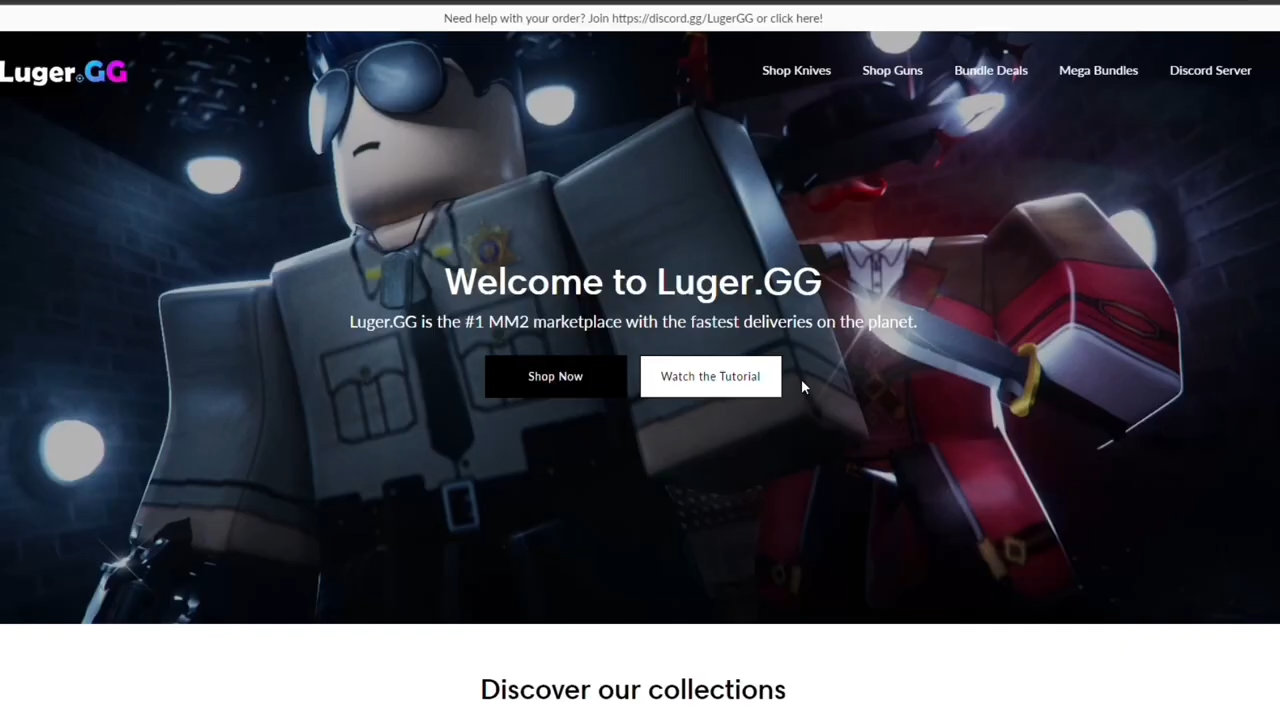 Need help with your order? Join https://discord.gg/LugerGG or click here!
Luger.GG
Shop Knives
Shop Guns
Bundle Deals
Mega Bundles
Discord Server
Welcome to Luger.GG
Luger.GG is the #1 MM2 marketplace with the fastest deliveries on the planet.
Shop Now
Watch the Tutorial
Discover our collections